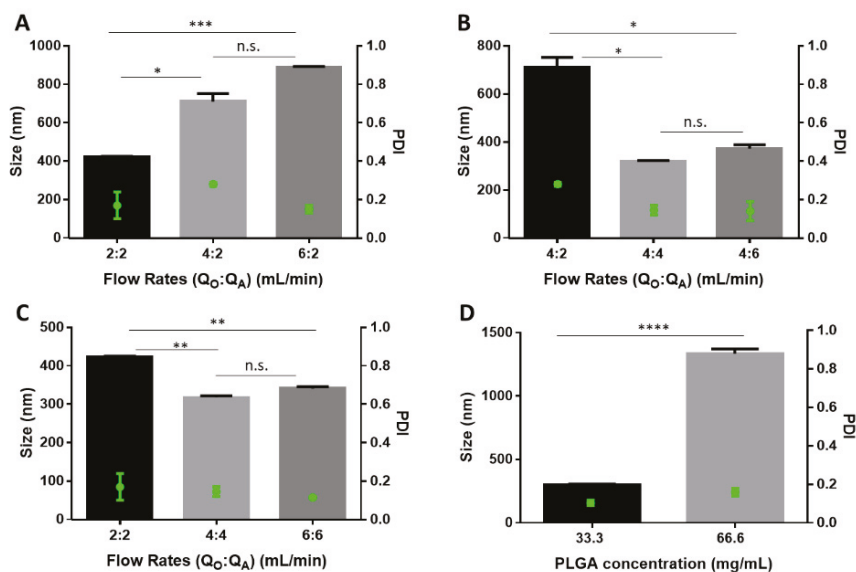 A
***
n.s.
*
1000
800
600
400
200
0
Size (nm)
1.0
0.8
0.6
0.4
0.2
0.0
PDI
2:2 4:2 6:2
Flow Rates (QO:QA) (mL/min)
B
*
*
n.s.
800
600
400
200
0
Size (nm)
1.0
0.8
0.6
0.4
0.2
0.0
PDI
4:2 4:4 4:6
Flow Rates (QO:QA) (mL/min)
C
**
**
n.s.
500
400
300
200
100
0
Size (nm)
1.0
0.8
0.6
0.4
0.2
0.0
PDI
2:2 4:4 6:6
Flow Rates (QO:QA) (mL/min)
D
****
1500
1000
500
0
Size (nm)
1.0
0.8
0.6
0.4
0.2
0.0
PDI
33.3 66.6
PLGA concentration (mg/mL)